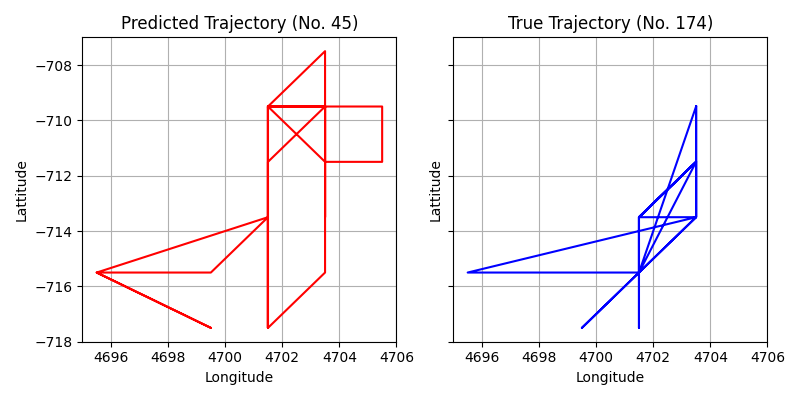 Predicted Trajectory (No. 45)
Lattitude
−708
−710
−712
−714
−716
−718
4696 4698 4700 4702 4704 4706
Longitude
True Trajectory (No. 174)
Lattitude
4696 4698 4700 4702 4704 4706
Longitude